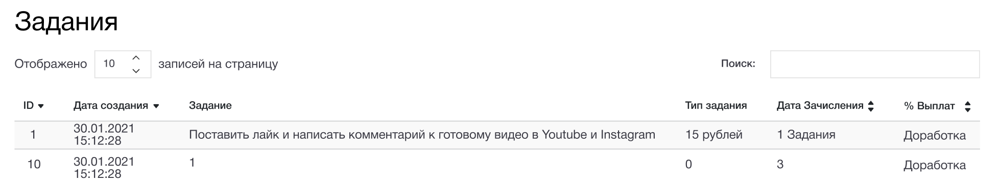 Задания
Отображено 10 записей на страницу Поиск:
ID Дата создания Задание Тип задания Дата Зачисления % Выплат
1 30.01.2021 15:12:28 Поставить лайк и написать комментарий к готовому видео в Youtube и Instagram 15 рублей 1 Задания Доработка
10 30.01.2021 15:12:28 1 0 3 Доработка